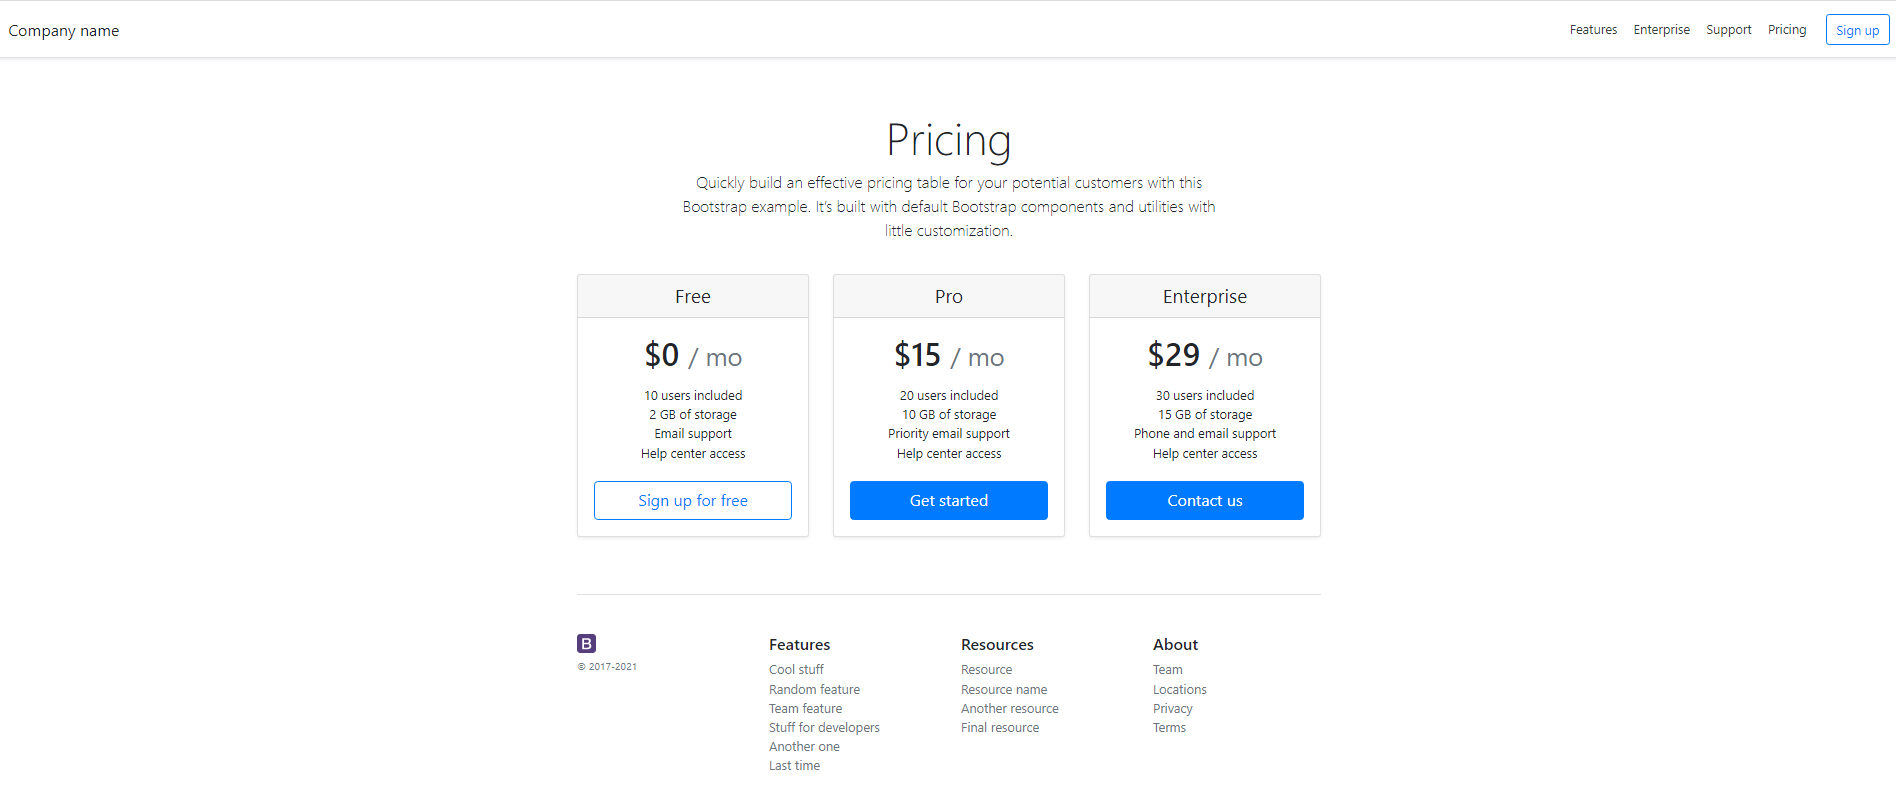 Company name
Features Enterprise Support Pricing Sign up
Pricing
Quickly build an effective pricing table for your potential customers with this
Bootstrap example. It’s built with default Bootstrap components and utilities with
little customization.
Free
$0 / mo
10 users included
2 GB of storage
Email support
Help center access
Sign up for free
Pro
$15 / mo
20 users included
10 GB of storage
Priority email support
Help center access
Get started
Enterprise
$29 / mo
30 users included
15 GB of storage
Phone and email support
Help center access
Contact us
B
© 2017-2021
Features
Cool stuff
Random feature
Team feature
Stuff for developers
Another one
Last time
Resources
Resource
Resource name
Another resource
Final resource
About
Team
Locations
Privacy
Terms